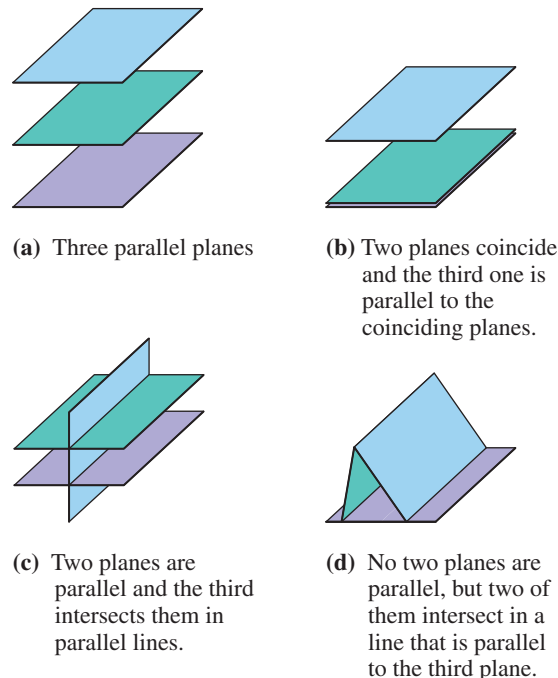 (a) Three parallel planes
(b) Two planes coincide
and the third one is
parallel to the
coinciding planes.
(c) Two planes are
parallel and the third
intersects them in
parallel lines.
(d) No two planes are
parallel, but two of
them intersect in a
line that is parallel
to the third plane.